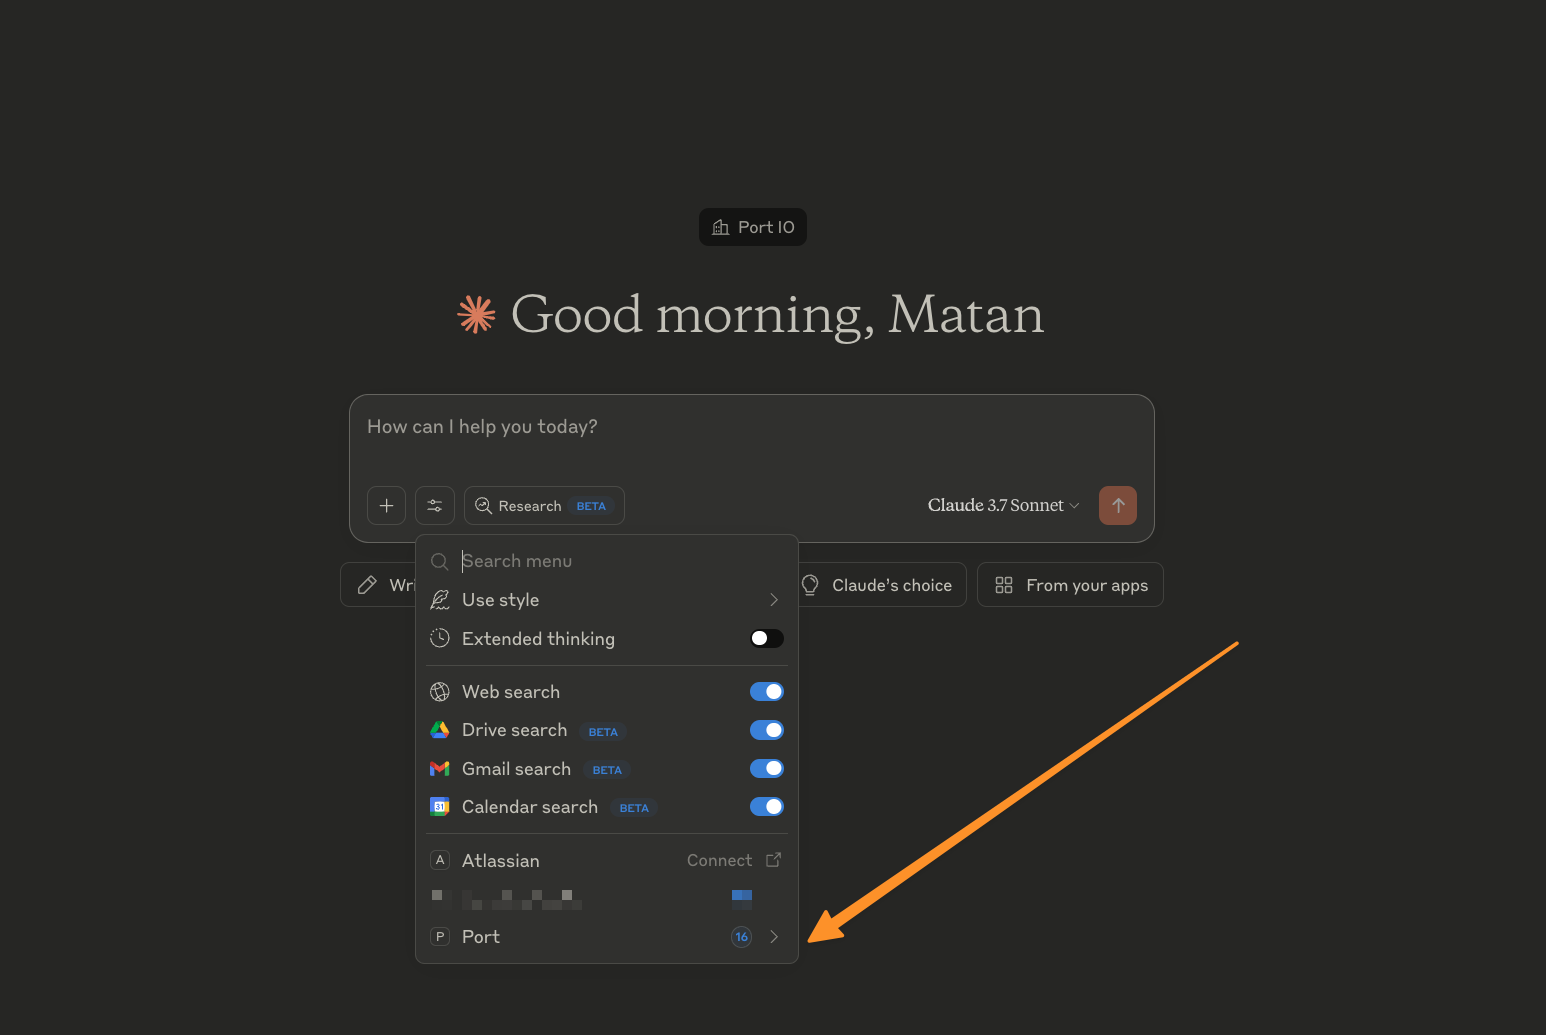 Port IO
Good morning, Matan
How can I help you today?
Research BETA
Claude 3.7 Sonnet
Wri
Claude's choice
From your apps
Search menu
Use style
Extended thinking
Web search
Drive search BETA
Gmail search BETA
31
Calendar search BETA
A Atlassian Connect
P Port 16